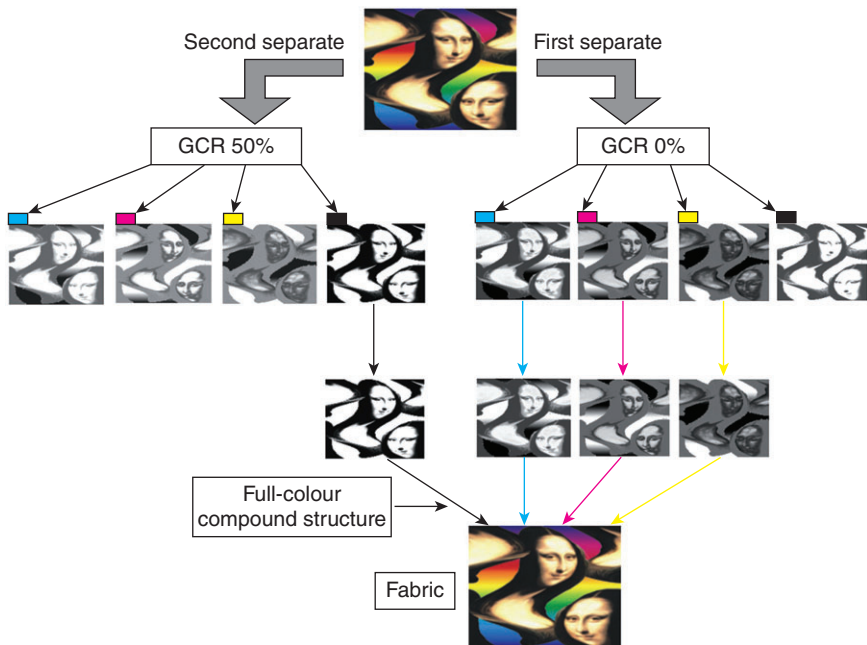 Second separate
First separate
GCR 50%
GCR 0%
Full-colour
compound structure
Fabric